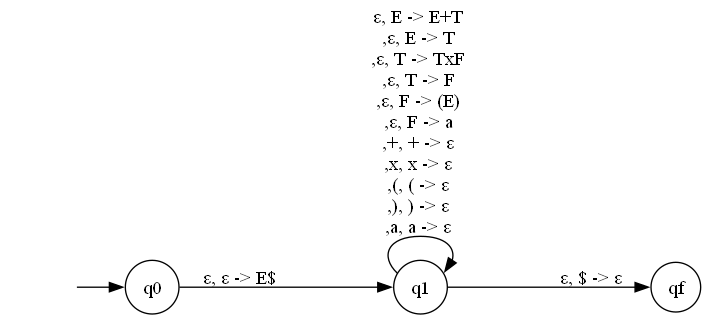 ε, E -> E+T
,ε, E -> T
,ε, T -> TxF
,ε, T -> F
,ε, F -> (E)
,ε, F -> a
,+, + -> ε
,x, x -> ε
,(, ( -> ε
,), ) -> ε
,a, a -> ε
q0
ε, ε -> E$
q1
ε, $ -> ε
qf